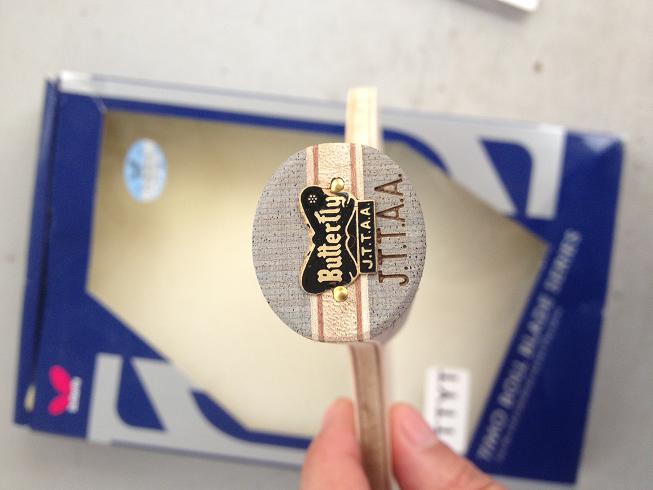 Butterfly
J.T.T.A.A
J.T.T.A.A.
TIMO BOLL BLADE SERIES